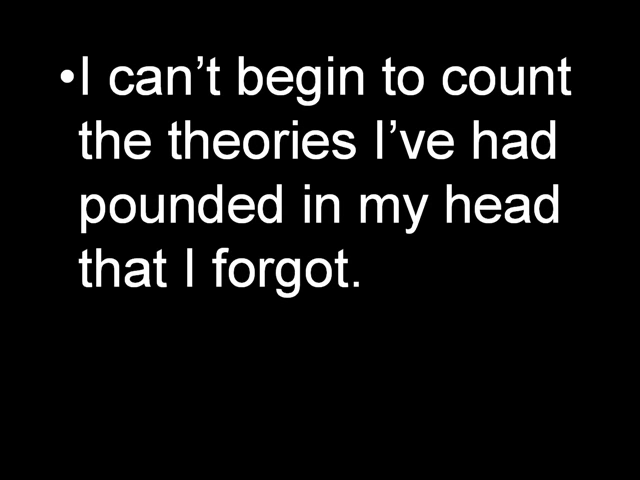 •I can’t begin to count
the theories I’ve had
pounded in my head
that I forgot.